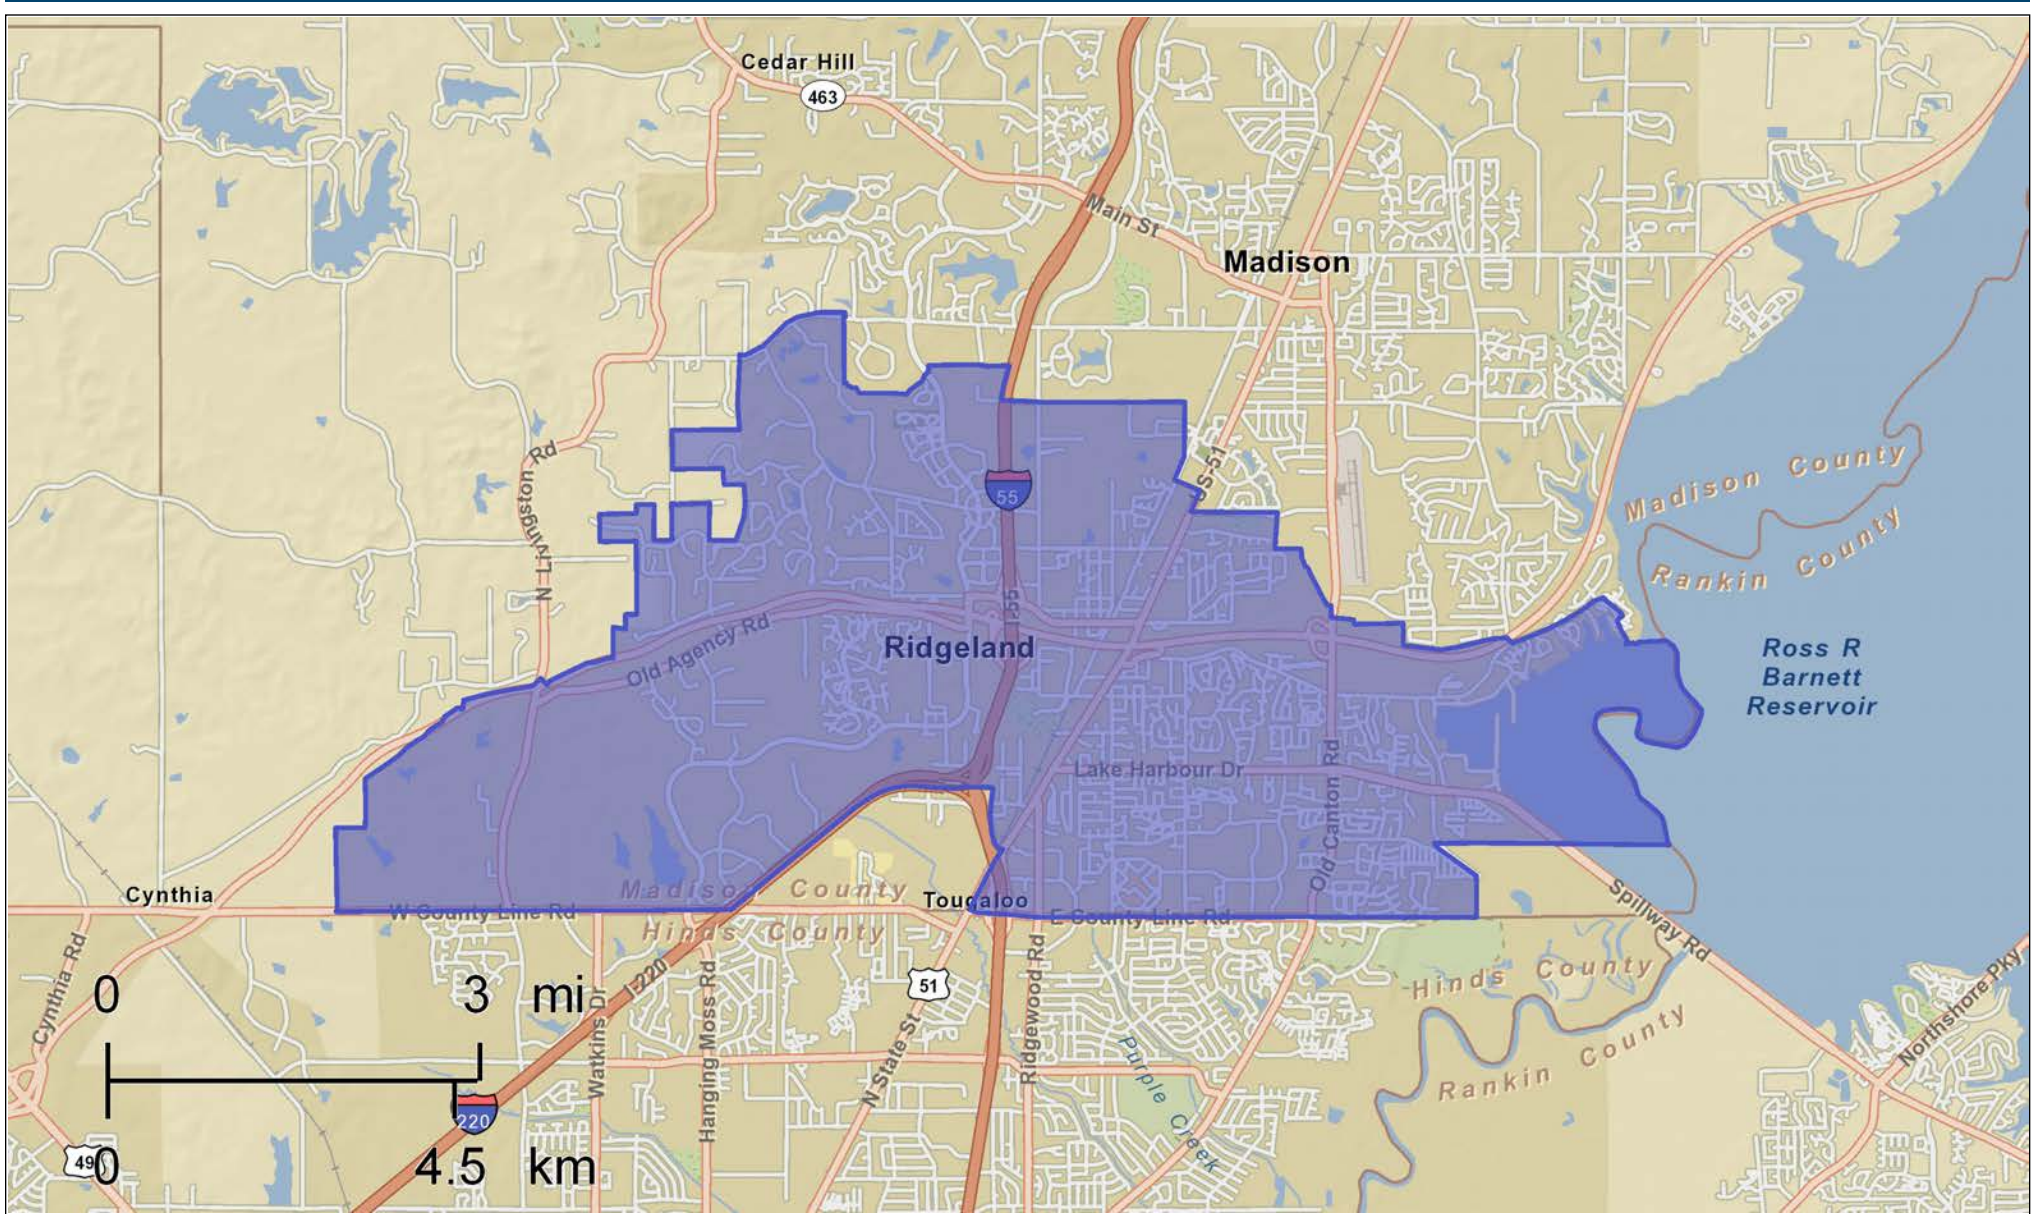 Cedar Hill
463
Main St
Madison
N Livingston Rd
US-51
55
I-55
Madison County
Rankin County
Old Agency Rd
Ridgeland
Ross R
Barnett
Reservoir
Lake Harbour Dr
Old Canton Rd
Cynthia
W County Line Rd
Madison County
Hinds County
Tougaloo
E County Line Rd
Spillway Rd
Cynthia Rd
Watkins Dr
I-220
Hanging Moss Rd
51
N State St
Ridgewood Rd
Purple Creek
Hinds County
Rankin County
Northshore Pky
0 3 mi
220
49
0 4.5 km